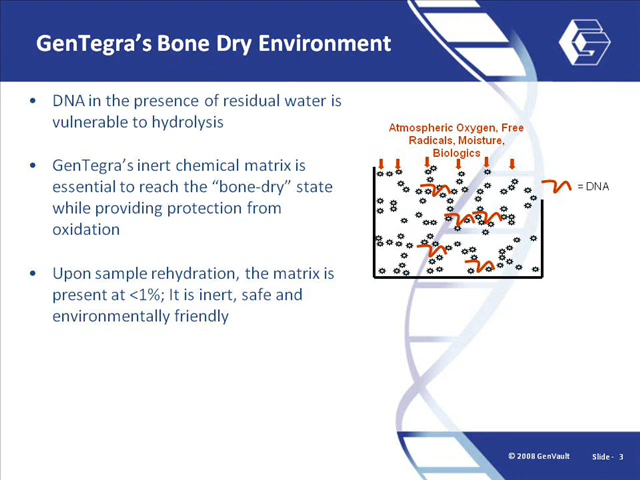 GenTegra's Bone Dry Environment
• DNA in the presence of residual water is
vulnerable to hydrolysis
• GenTegra's inert chemical matrix is
essential to reach the “bone-dry” state
while providing protection from
oxidation
• Upon sample rehydration, the matrix is
present at <1%; It is inert, safe and
environmentally friendly
Atmospheric Oxygen, Free
Radicals, Moisture,
Biologics
= DNA
© 2008 GenVault Slide - 3